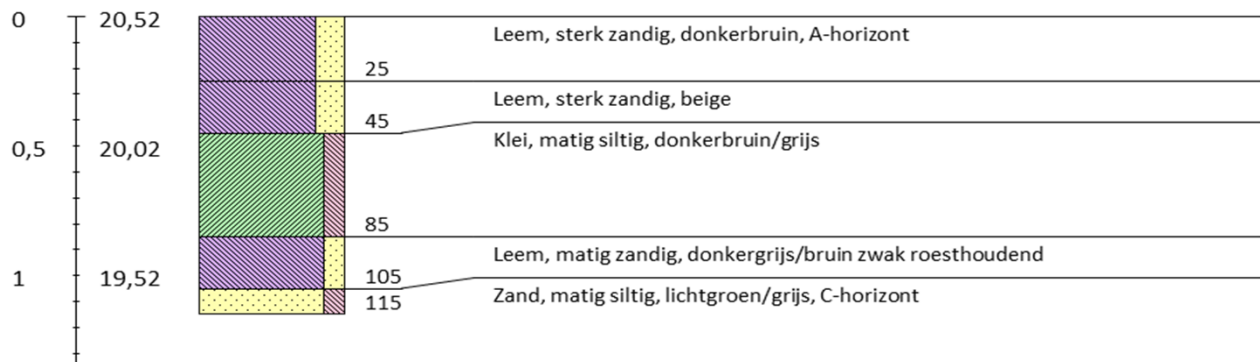 0 20,52
Leem, sterk zandig, donkerbruin, A-horizont
25
Leem, sterk zandig, beige
45
0,5 20,02
Klei, matig siltig, donkerbruin/grijs
85
Leem, matig zandig, donkergrijs/bruin zwak roesthoudend
1 19,52
105
Zand, matig siltig, lichtgroen/grijs, C-horizont
115